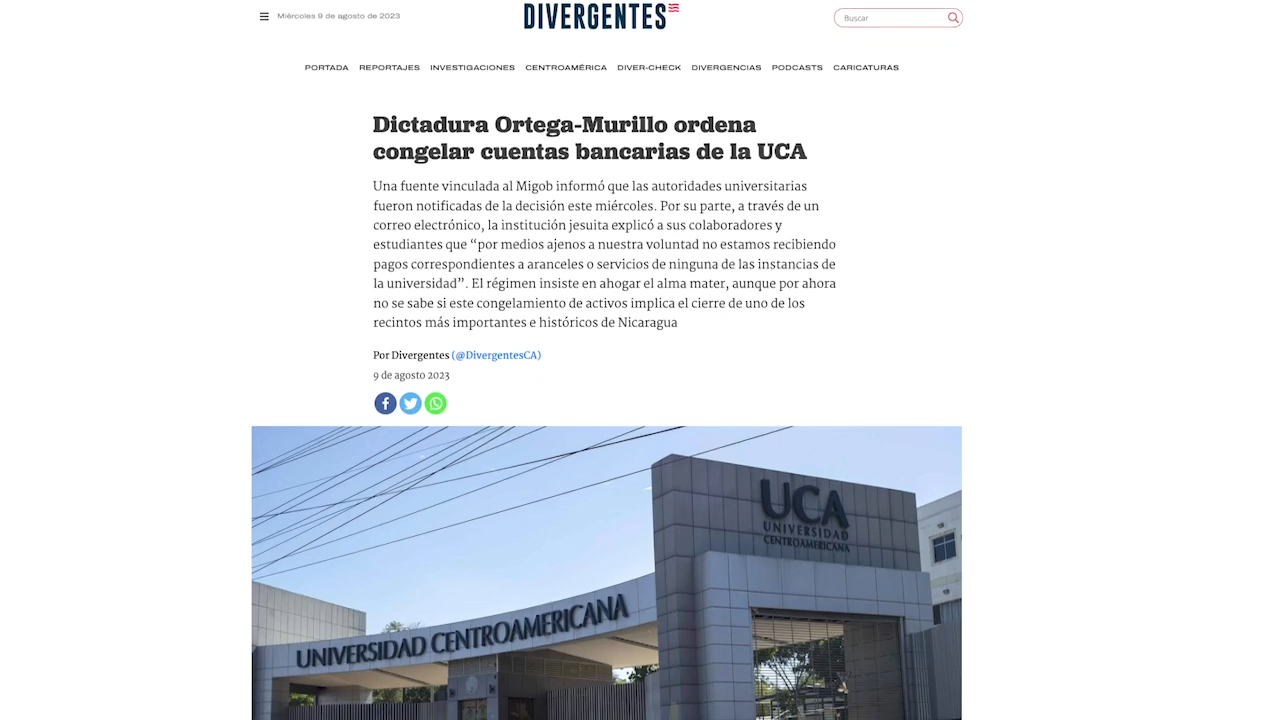 Miércoles 9 de agosto de 2023
DIVERGENTES
Buscar
PORTADA REPORTAJES INVESTIGACIONES CENTROAMÉRICA DIVER-CHECK DIVERGENCIAS PODCASTS CARICATURAS
Dictadura Ortega-Murillo ordena
congelar cuentas bancarias de la UCA
Una fuente vinculada al Migob informó que las autoridades universitarias
fueron notificadas de la decisión este miércoles. Por su parte, a través de un
correo electrónico, la institución jesuita explicó a sus colaboradores y
estudiantes que “por medios ajenos a nuestra voluntad no estamos recibiendo
pagos correspondientes a aranceles o servicios de ninguna de las instancias de
la universidad”. El régimen insiste en ahogar el alma mater, aunque por ahora
no se sabe si este congelamiento de activos implica el cierre de uno de los
recintos más importantes e históricos de Nicaragua
Por Divergentes (@DivergentesCA)
9 de agosto 2023
UCA
UNIVERSIDAD
CENTROAMERICANA
UNIVERSIDAD CENTROAMERICANA